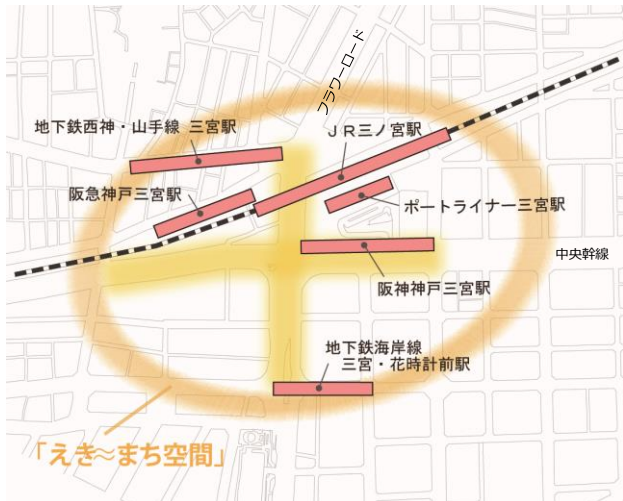 フラワーロード
地下鉄西神・山手線 三宮駅
JR三ノ宮駅
阪急神戸三宮駅
ポートライナー三宮駅
中央幹線
阪神神戸三宮駅
地下鉄海岸線
三宮・花時計前駅
「えき≈まち空間」